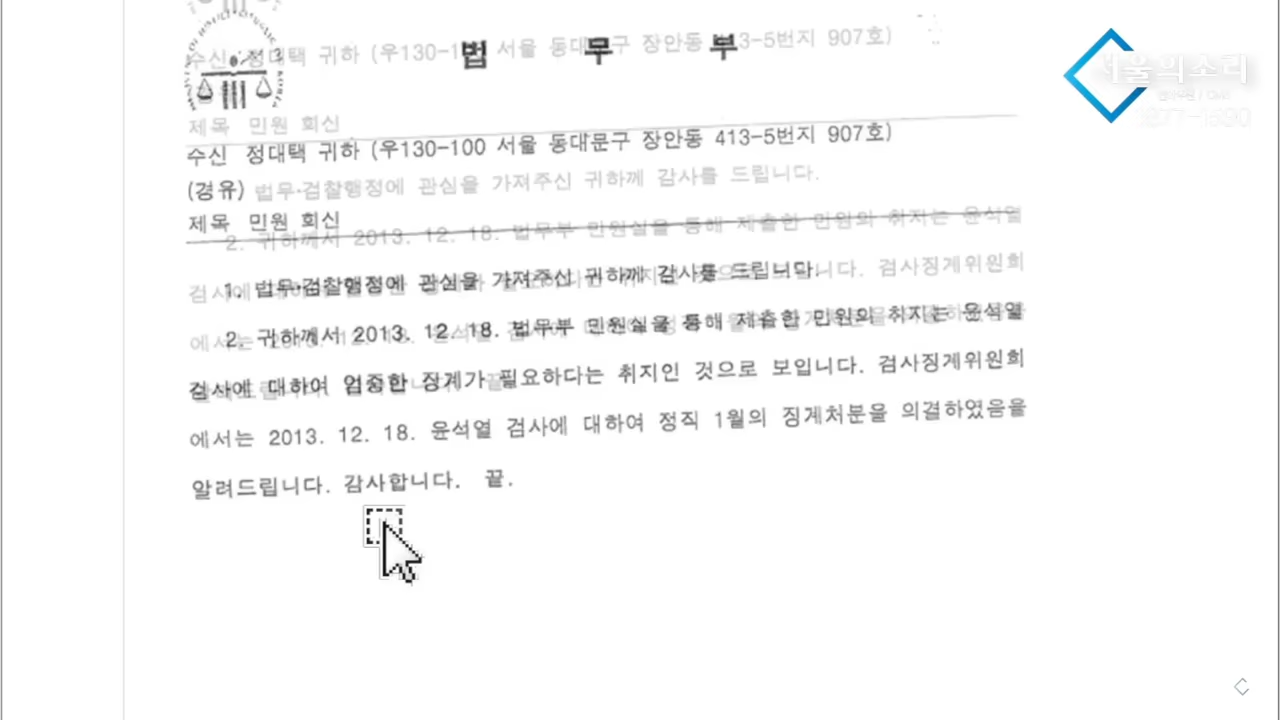 법 무 부
서울의소리
수신 정대택 귀하 (우130-100 서울 동대문구 장안동 413-5번지 907호)
(경유)
제목 민원 회신
1. 법무·검찰행정에 관심을 가져주신 귀하께 감사를 드립니다.
2. 귀하께서 2013. 12. 18. 법무부 민원실을 통해 제출한 민원의 취지는 윤석열
검사에 대하여 엄중한 징계가 필요하다는 취지인 것으로 보입니다. 검사징계위원회
에서는 2013. 12. 18. 윤석열 검사에 대하여 정직 1월의 징계처분을 의결하였음을
알려드립니다. 감사합니다. 끝.